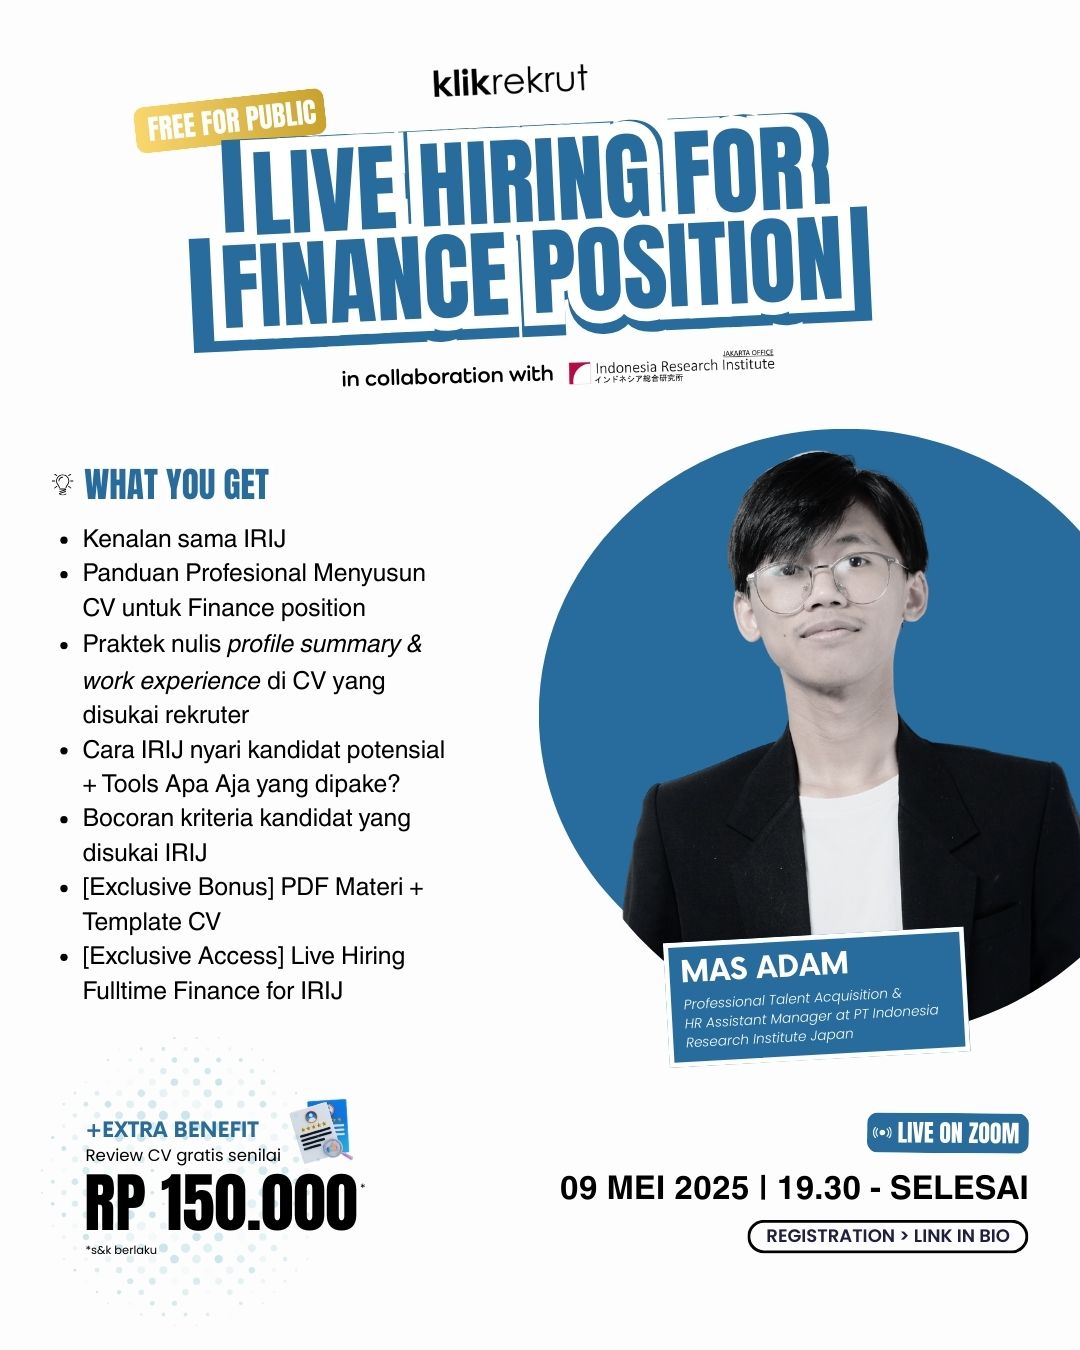 klikrekrut
FREE FOR PUBLIC
LIVE HIRING FOR
FINANCE POSITION
in collaboration with
JAKARTA OFFICE
Indonesia Research Institute
インドネシア総合研究所
WHAT YOU GET
• Kenalan sama IRIJ
• Panduan Profesional Menyusun
CV untuk Finance position
• Praktek nulis profile summary &
work experience di CV yang
disukai rekruter
• Cara IRIJ nyari kandidat potensial
+ Tools Apa Aja yang dipake?
• Bocoran kriteria kandidat yang
disukai IRIJ
• [Exclusive Bonus] PDF Materi +
Template CV
• [Exclusive Access] Live Hiring
Fulltime Finance for IRIJ
MAS ADAM
Professional Talent Acquisition &
HR Assistant Manager at PT Indonesia
Research Institute Japan
+EXTRA BENEFIT
Review CV gratis senilai
RP 150.000*
*s&k berlaku
LIVE ON ZOOM
09 MEI 2025 | 19.30 - SELESAI
REGISTRATION > LINK IN BIO